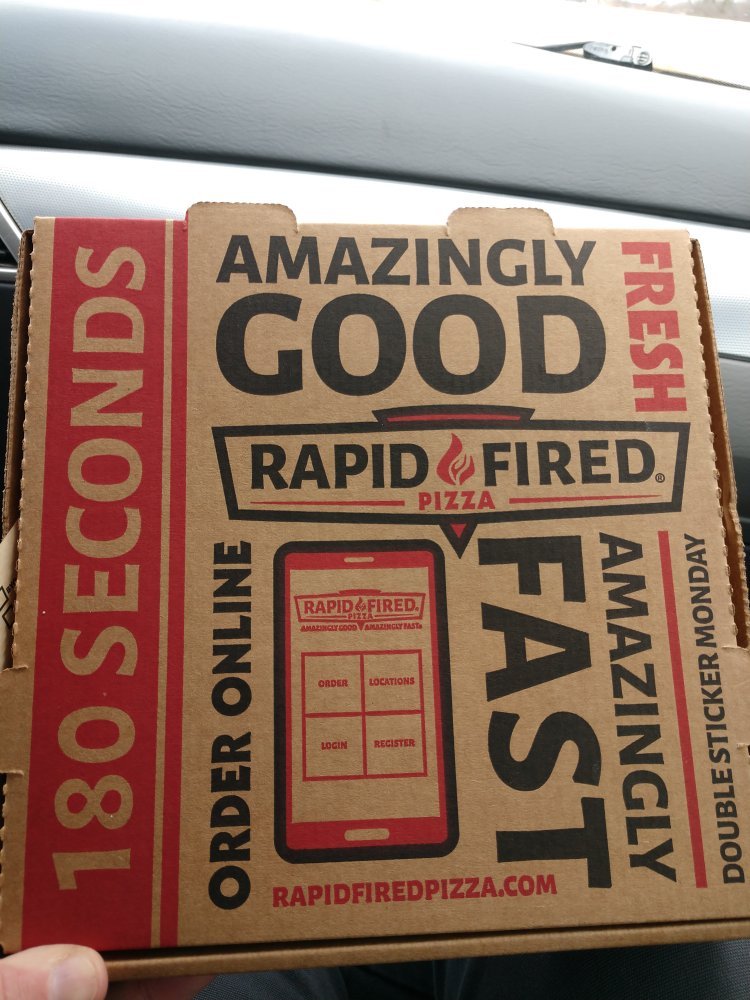 180 SECONDS
AMAZINGLY
GOOD
FRESH
RAPID FIRED®
PIZZA
ORDER ONLINE
RAPID FIRED®
PIZZA
AMAZINGLY GOOD AMAZINGLY FAST®
ORDER
LOCATIONS
LOGIN
REGISTER
RAPIDFIREDPIZZA.COM
FAST
AMAZINGLY
DOUBLE STICKER MONDAY